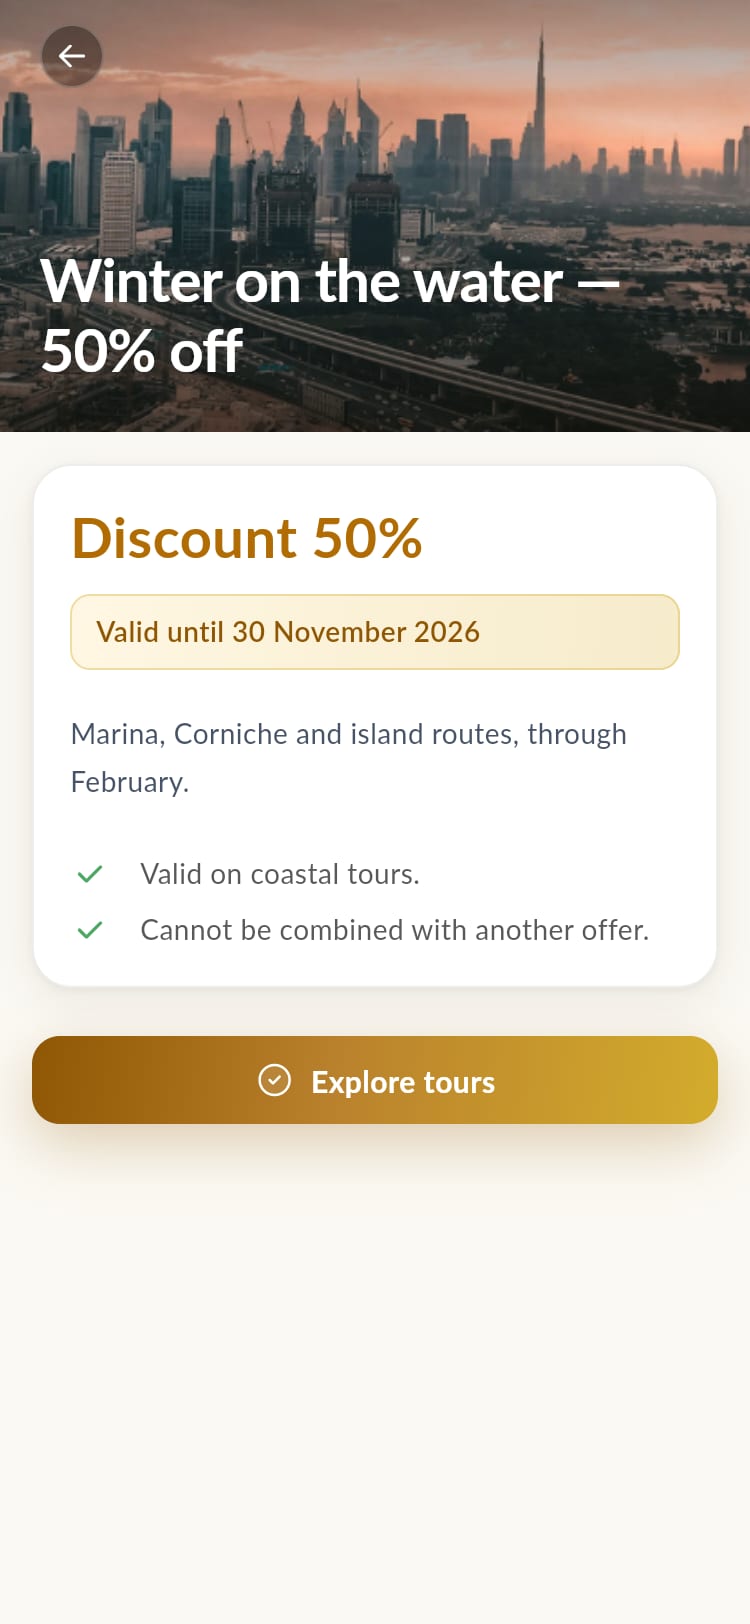 Winter on the water —
50% off
Discount 50%
Valid until 30 November 2026
Marina, Corniche and island routes, through
February.
Valid on coastal tours.
Cannot be combined with another offer.
Explore tours